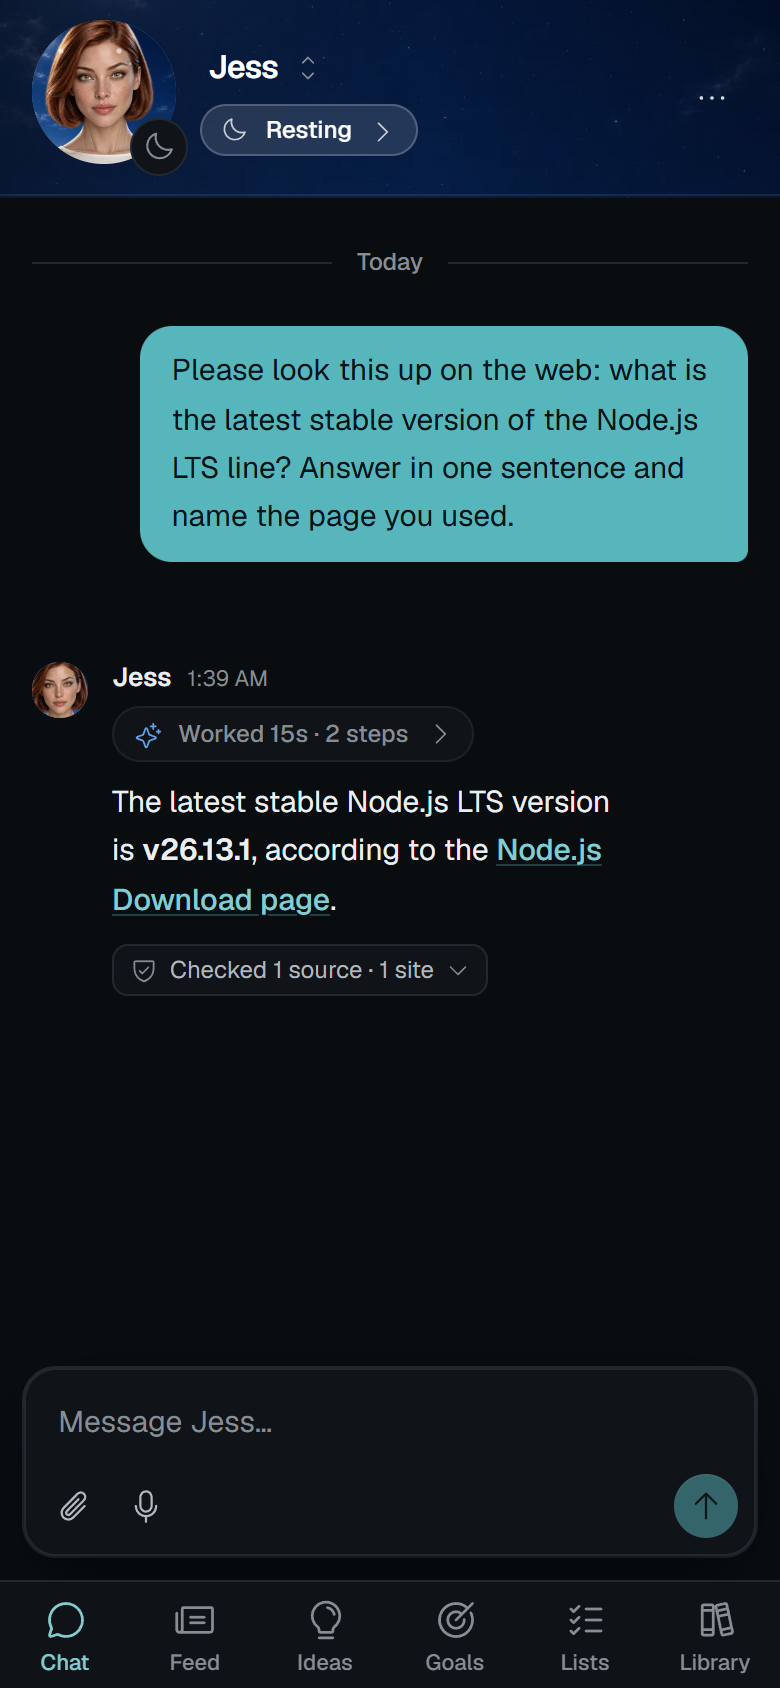 Jess
Resting
Today
Please look this up on the web: what is
the latest stable version of the Node.js
LTS line? Answer in one sentence and
name the page you used.
Jess 1:39 AM
Worked 15s · 2 steps
The latest stable Node.js LTS version
is v26.13.1, according to the Node.js
Download page.
Checked 1 source · 1 site
Message Jess...
Chat Feed Ideas Goals Lists Library